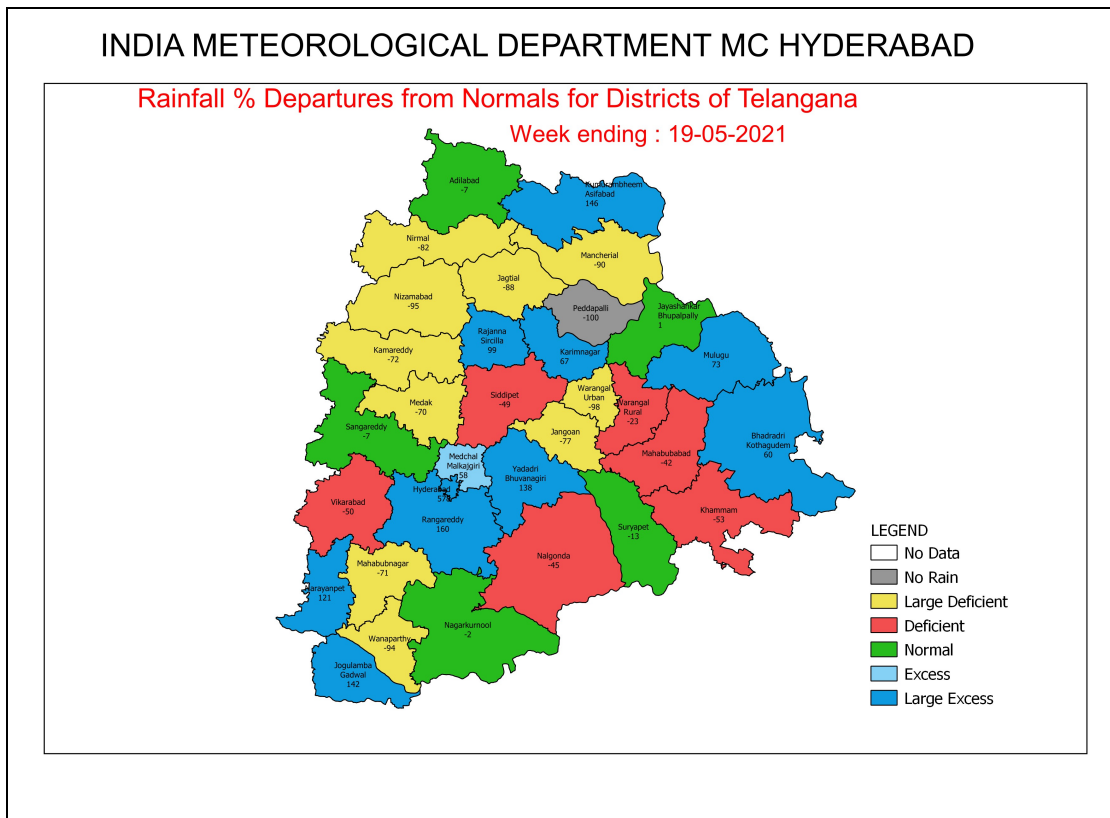 INDIA METEOROLOGICAL DEPARTMENT MC HYDERABAD
Rainfall % Departures from Normals for Districts of Telangana
Week ending : 19-05-2021
Adilabad
-7
Kumurambheem
Asifabad
146
Nirmal
-82
Mancherial
-90
Jagtial
-88
Nizamabad
-95
Peddapalli
-100
Jayashankar
Bhupalpally
1
Rajanna
Sircilla
99
Karimnagar
67
Kamareddy
-72
Mulugu
73
Siddipet
-49
Warangal
Urban
-98
Warangal
Rural
-23
Medak
-70
Sangareddy
-7
Jangoan
-77
Bhadradri
Kothagudem
60
Mahabubabad
-42
Medchal
Malkajgiri
58
Yadadri
Bhuvanagiri
138
Hyderabad
578
Vikarabad
-50
Rangareddy
160
Khammam
-53
Suryapet
-13
Nalgonda
-45
Mahabubnagar
-71
Narayanpet
121
Nagarkurnool
-2
Wanaparthy
-94
Jogulamba
Gadwal
142
LEGEND
No Data
No Rain
Large Deficient
Deficient
Normal
Excess
Large Excess